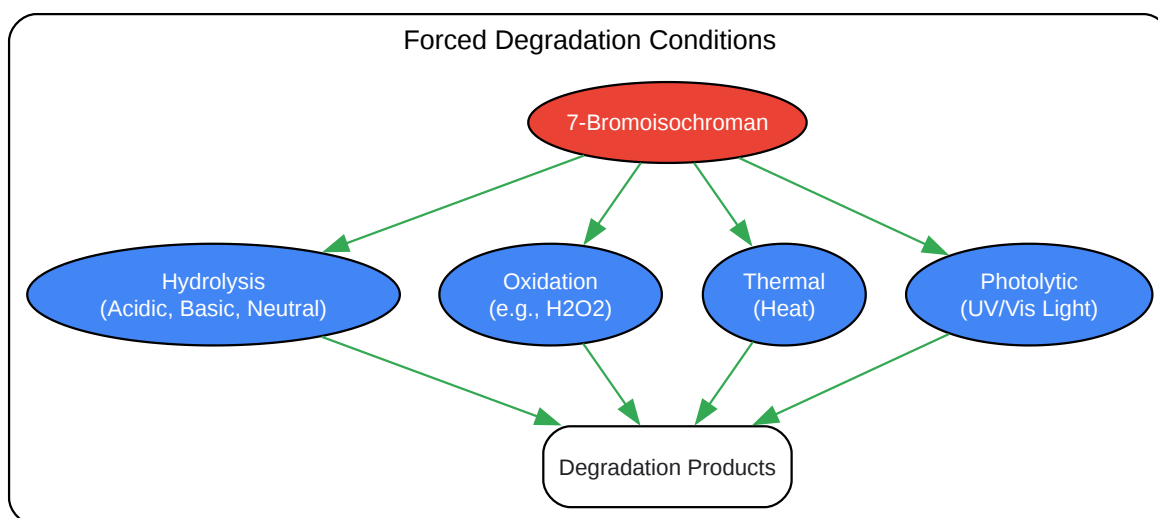 Forced Degradation Conditions
7-Bromoisochroman
Hydrolysis
(Acidic, Basic, Neutral)
Oxidation
(e.g., H2O2)
Thermal
(Heat)
Photolytic
(UV/Vis Light)
Degradation Products